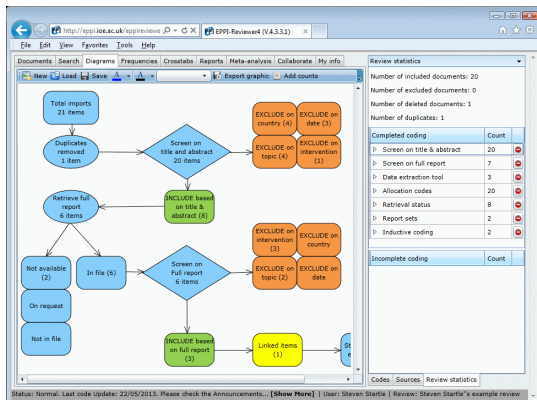 http://eppi.ioe.ac.uk/eppireviewe
EPPI-Reviewer4 (V.4.3.3.1)
File Edit View Favorites Tools Help
Documents Search Diagrams Frequencies Crosstabs Reports Meta-analysis Collaborate My info
New Load Save A A Export graphic Add counts
Total imports
21 items
Duplicates
removed
1 item
Screen on
title and abstract
20 items
EXCLUDE on
country (4)
EXCLUDE on
date (3)
EXCLUDE on
topic (4)
EXCLUDE on
intervention
(1)
Retrieve full
report
6 items
INCLUDE based
on title &
abstract (8)
Not available
(2)
In file (6)
On request
Not in file
Screen on
Full report
6 items
EXCLUDE on
intervention
(3)
EXCLUDE on
country
EXCLUDE on
topic (2)
EXCLUDE on
date
INCLUDE based
on full report
(3)
Linked items
(1)
St
e
Review statistics
Number of included documents: 20
Number of excluded documents: 0
Number of deleted documents: 1
Number of duplicates: 1
Completed coding Count
Screen on title & abstract 20
Screen on full report 7
Data extraction tool 3
Allocation codes 20
Retrieval status 8
Report sets 2
Inductive coding 2
Incomplete coding Count
Codes Sources Review statistics
Status: Normal. Last code Update: 22/05/2013. Please check the Announcements... [Show More] | User: Steven Startle | Review: Steven Startle"s example review